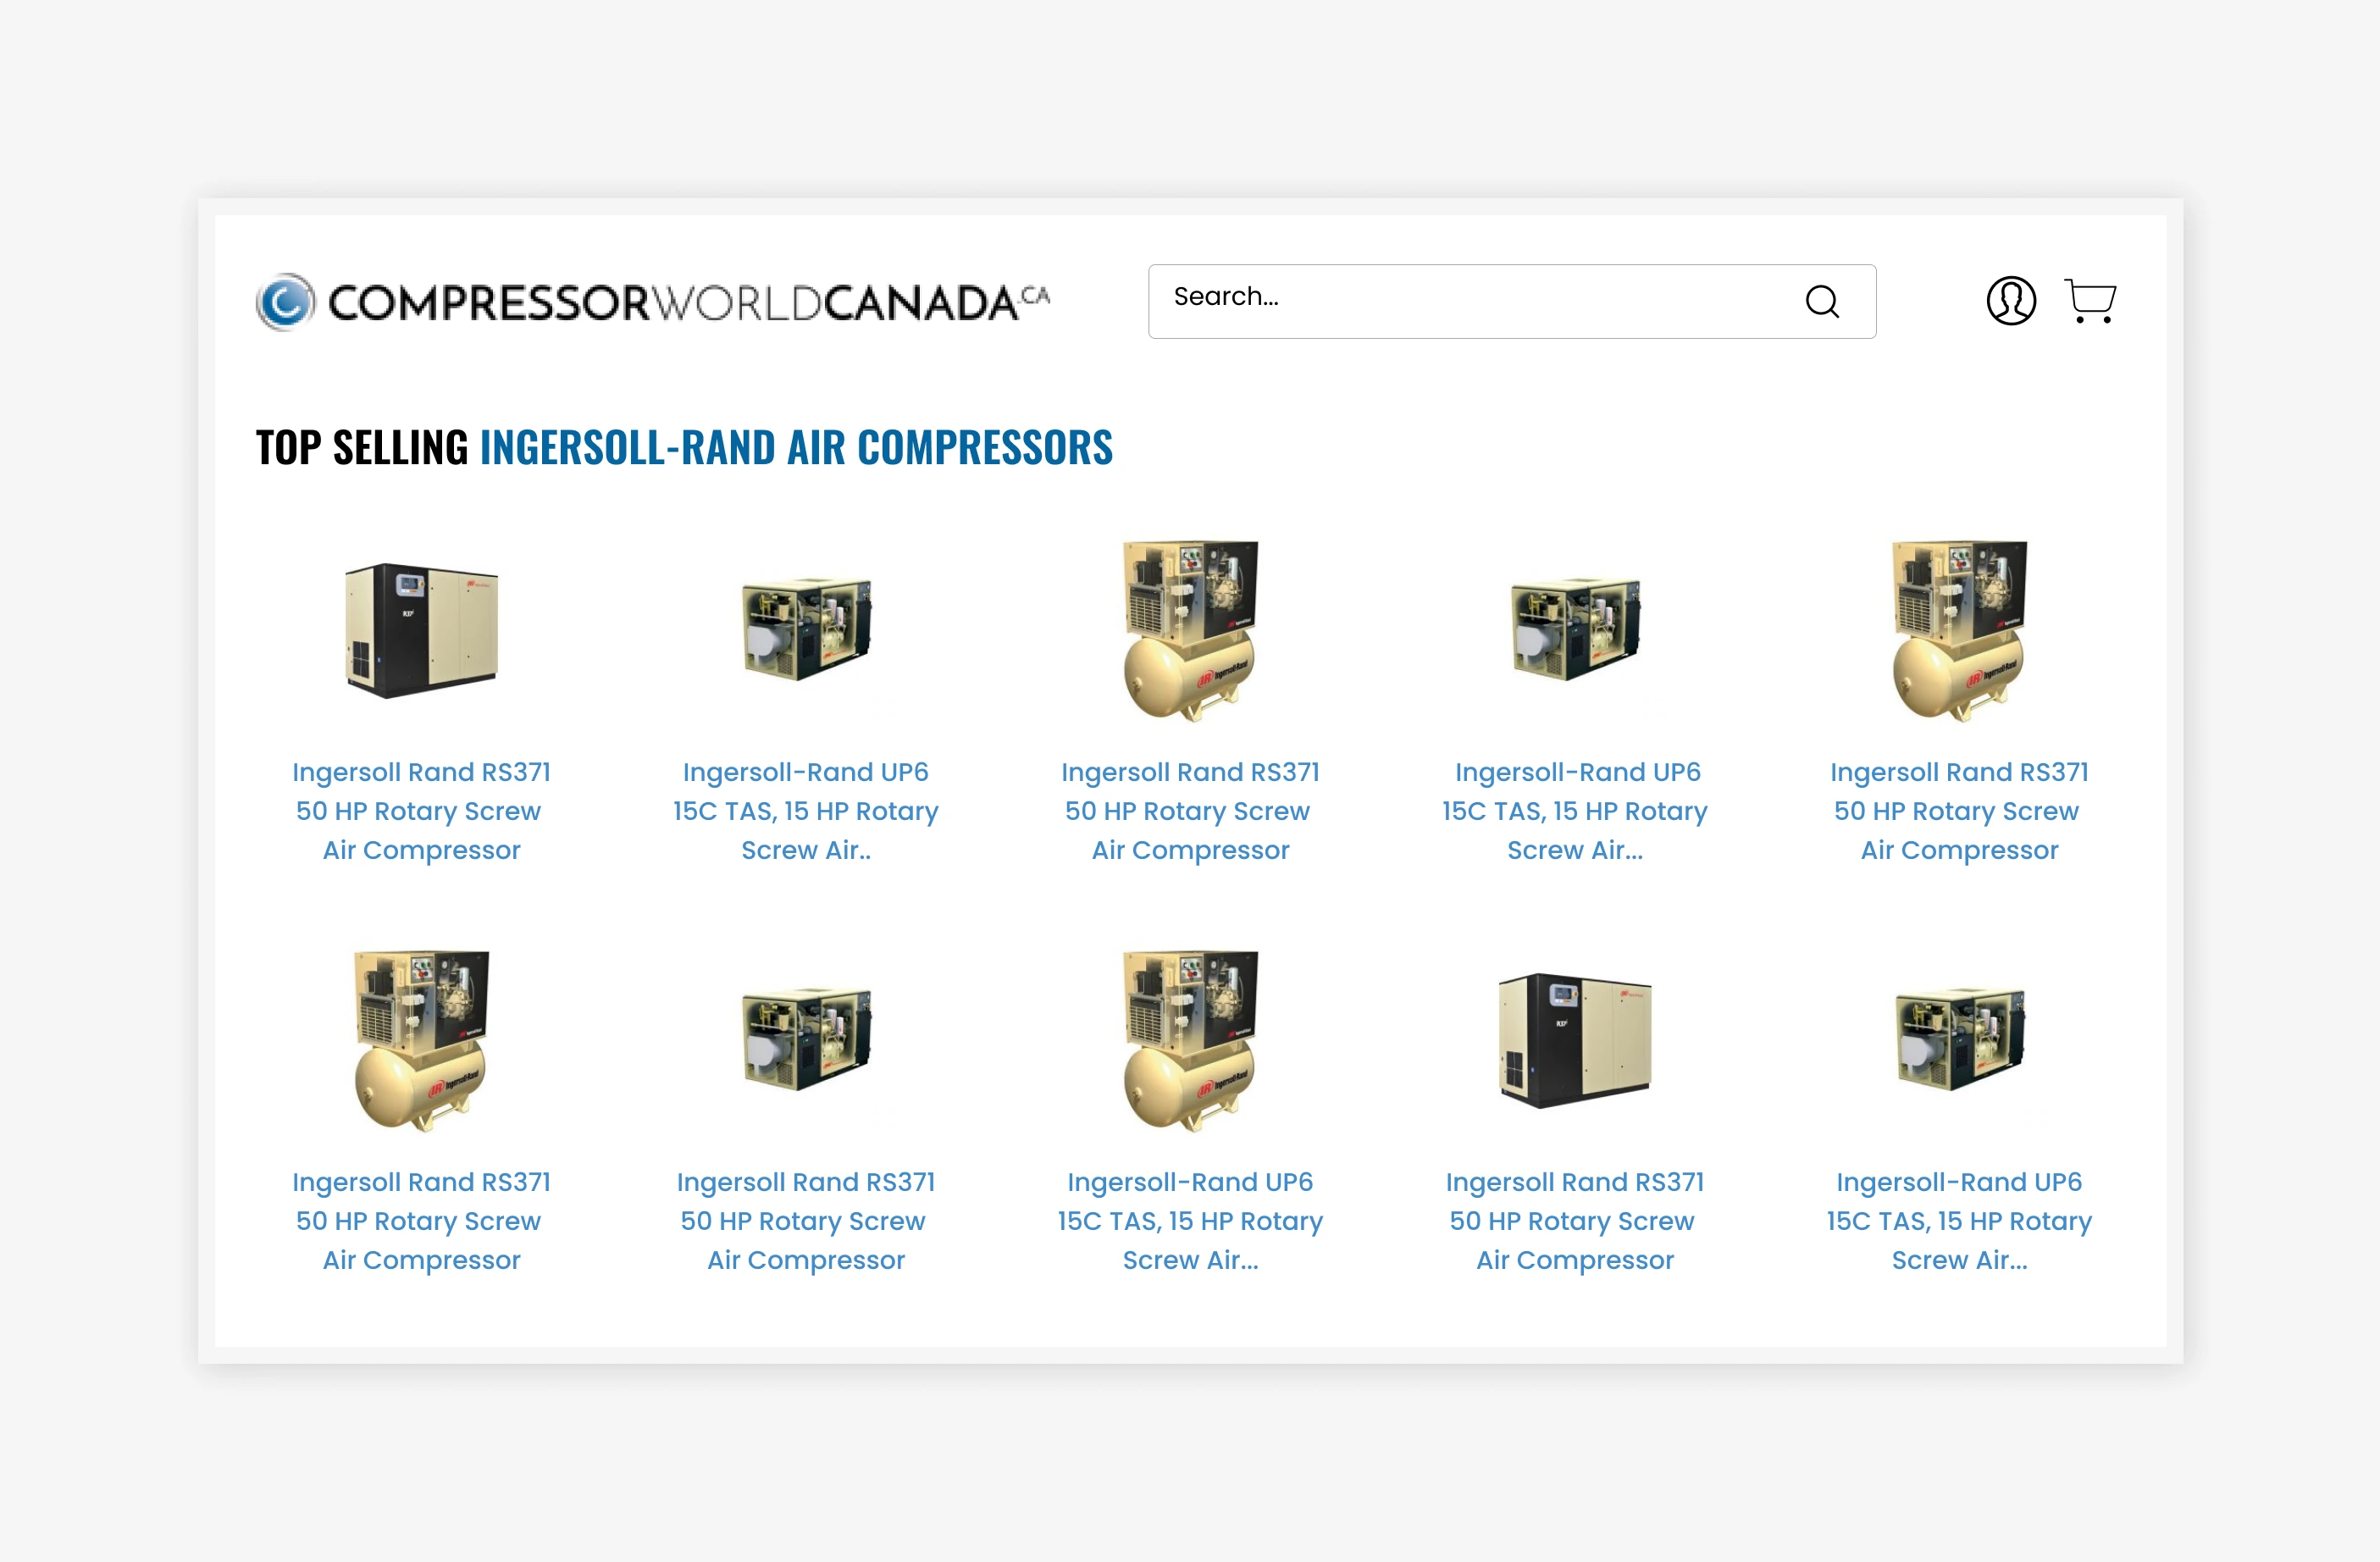 COMPRESSORWORLDCANADA.CA
Search...
TOP SELLING INGERSOLL-RAND AIR COMPRESSORS
Ingersoll Rand RS371
50 HP Rotary Screw
Air Compressor
Ingersoll-Rand UP6
15C TAS, 15 HP Rotary
Screw Air..
Ingersoll Rand RS371
50 HP Rotary Screw
Air Compressor
Ingersoll-Rand UP6
15C TAS, 15 HP Rotary
Screw Air...
Ingersoll Rand RS371
50 HP Rotary Screw
Air Compressor
Ingersoll Rand RS371
50 HP Rotary Screw
Air Compressor
Ingersoll Rand RS371
50 HP Rotary Screw
Air Compressor
Ingersoll-Rand UP6
15C TAS, 15 HP Rotary
Screw Air...
Ingersoll Rand RS371
50 HP Rotary Screw
Air Compressor
Ingersoll-Rand UP6
15C TAS, 15 HP Rotary
Screw Air...